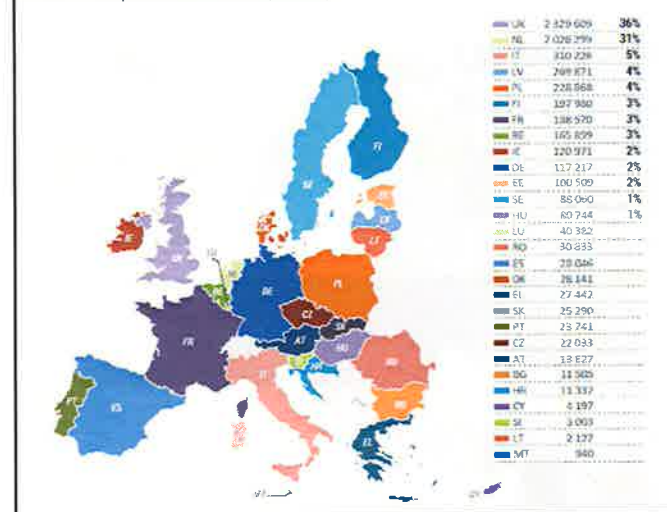 UK 2 329 609 36%
NL 2 028 299 31%
IT 310 228 5%
LV 269 871 4%
PL 228 868 4%
FI 197 980 3%
FR 188 570 3%
BE 165 899 3%
IE 120 971 2%
DE 117 217 2%
EE 100 509 2%
SE 88 060 1%
HU 80 744 1%
LU 40 382
RO 30 833
ES 28 046
DK 28 141
EL 27 442
SK 25 290
PT 23 741
CZ 22 033
AT 13 627
BG 11 505
HR 11 337
CY 4 197
SI 3 003
LT 2 127
MT 940
FI
SE
EE
LV
LT
IE
UK
NL
BE
DE
PL
CZ
SK
AT
HU
FR
RO
IT
HR
BG
PT
ES
EL